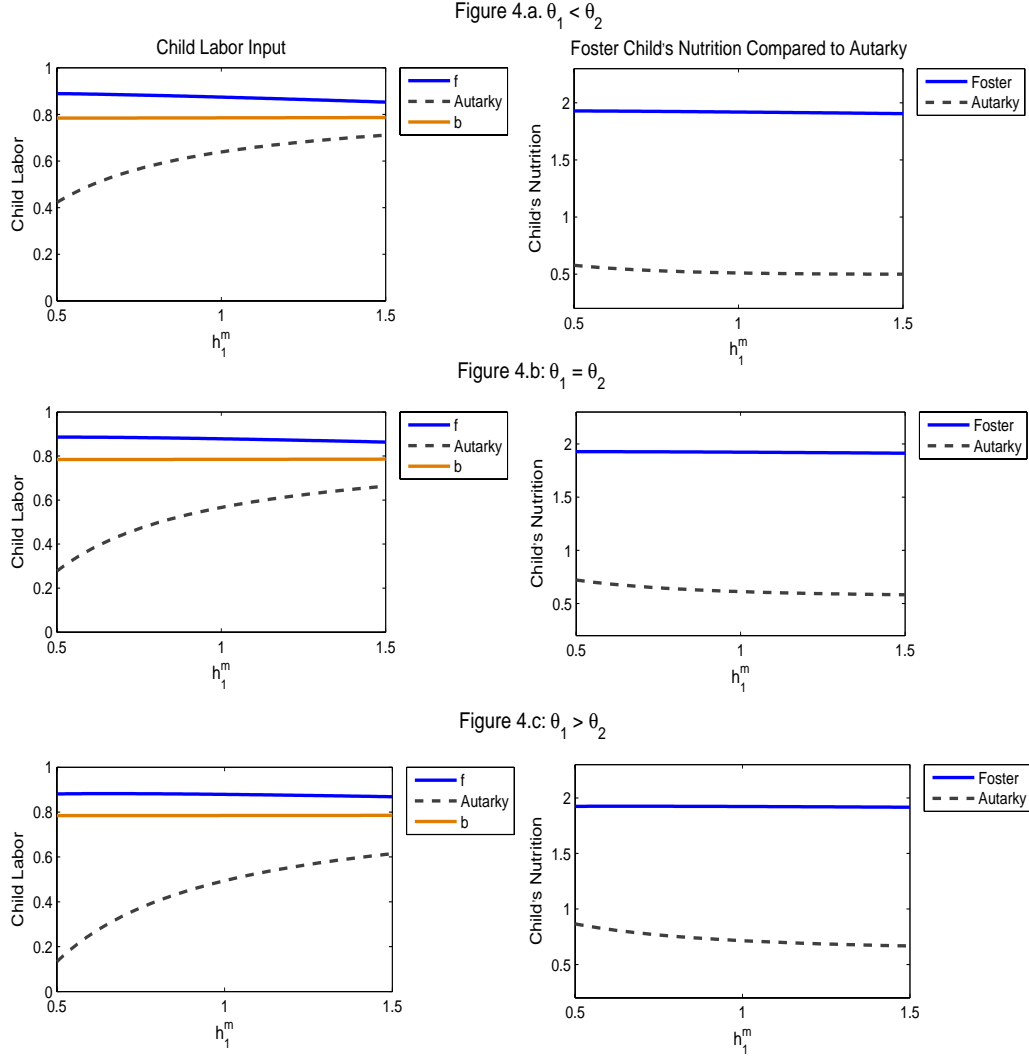 Figure 4.a. θ1 < θ2
Child Labor Input
Foster Child's Nutrition Compared to Autarky
1
0.8
0.6
0.4
0.2
0
Child Labor
0.5 1 1.5
h1^m
f
Autarky
b
2
1.5
1
0.5
Child's Nutrition
0.5 1 1.5
h1^m
Foster
Autarky
Figure 4.b: θ1 = θ2
1
0.8
0.6
0.4
0.2
0
Child Labor
0.5 1 1.5
h1^m
f
Autarky
b
2
1.5
1
0.5
Child's Nutrition
0.5 1 1.5
h1^m
Foster
Autarky
Figure 4.c: θ1 > θ2
1
0.8
0.6
0.4
0.2
0
Child Labor
0.5 1 1.5
h1^m
f
Autarky
b
2
1.5
1
0.5
Child's Nutrition
0.5 1 1.5
h1^m
Foster
Autarky